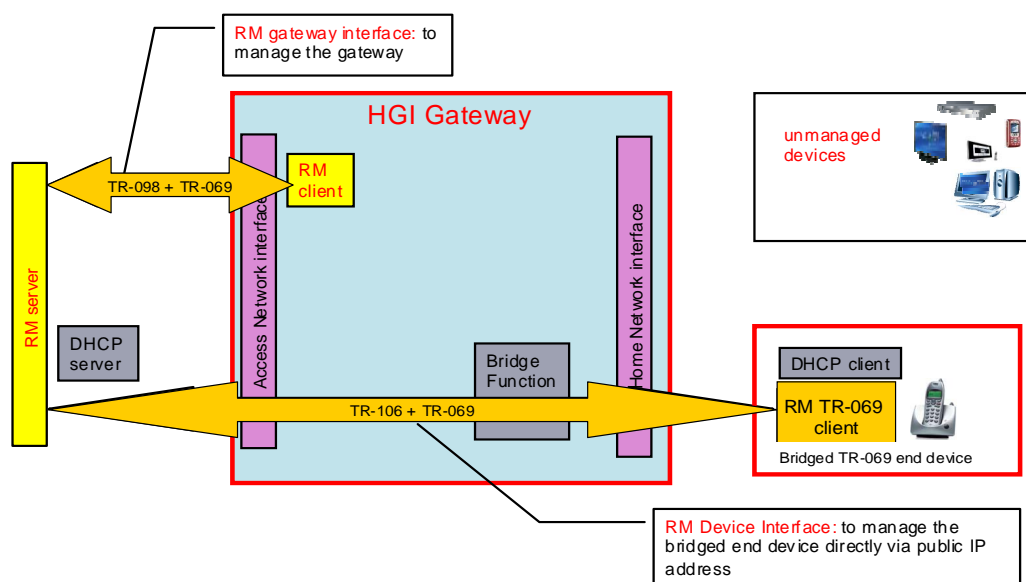 RM gateway interface: to
manage the gateway
HGI Gateway
unmanaged
devices
RM
client
TR-098 + TR-069
Access Network interface
Home Network interface
RM server
DHCP
server
Bridge
Function
DHCP client
TR-106 + TR-069
RM TR-069
client
Bridged TR-069 end device
RM Device Interface: to manage the
bridged end device directly via public IP
address